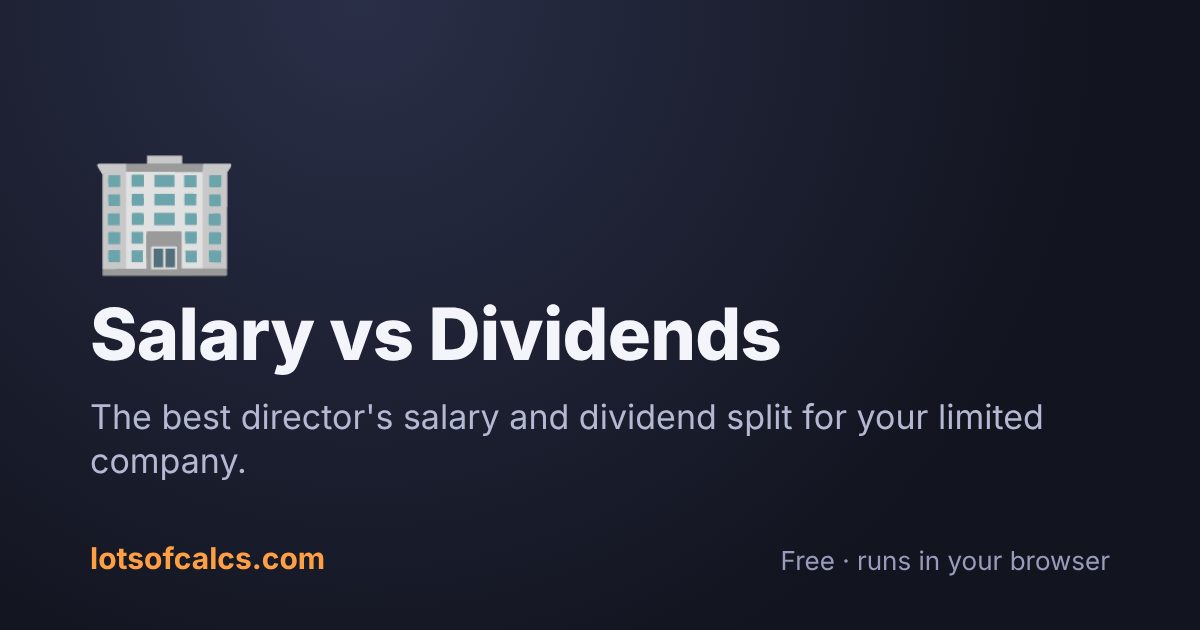 Salary vs Dividends
The best director's salary and dividend split for your limited
company.
lotsofcalcs.com
Free · runs in your browser